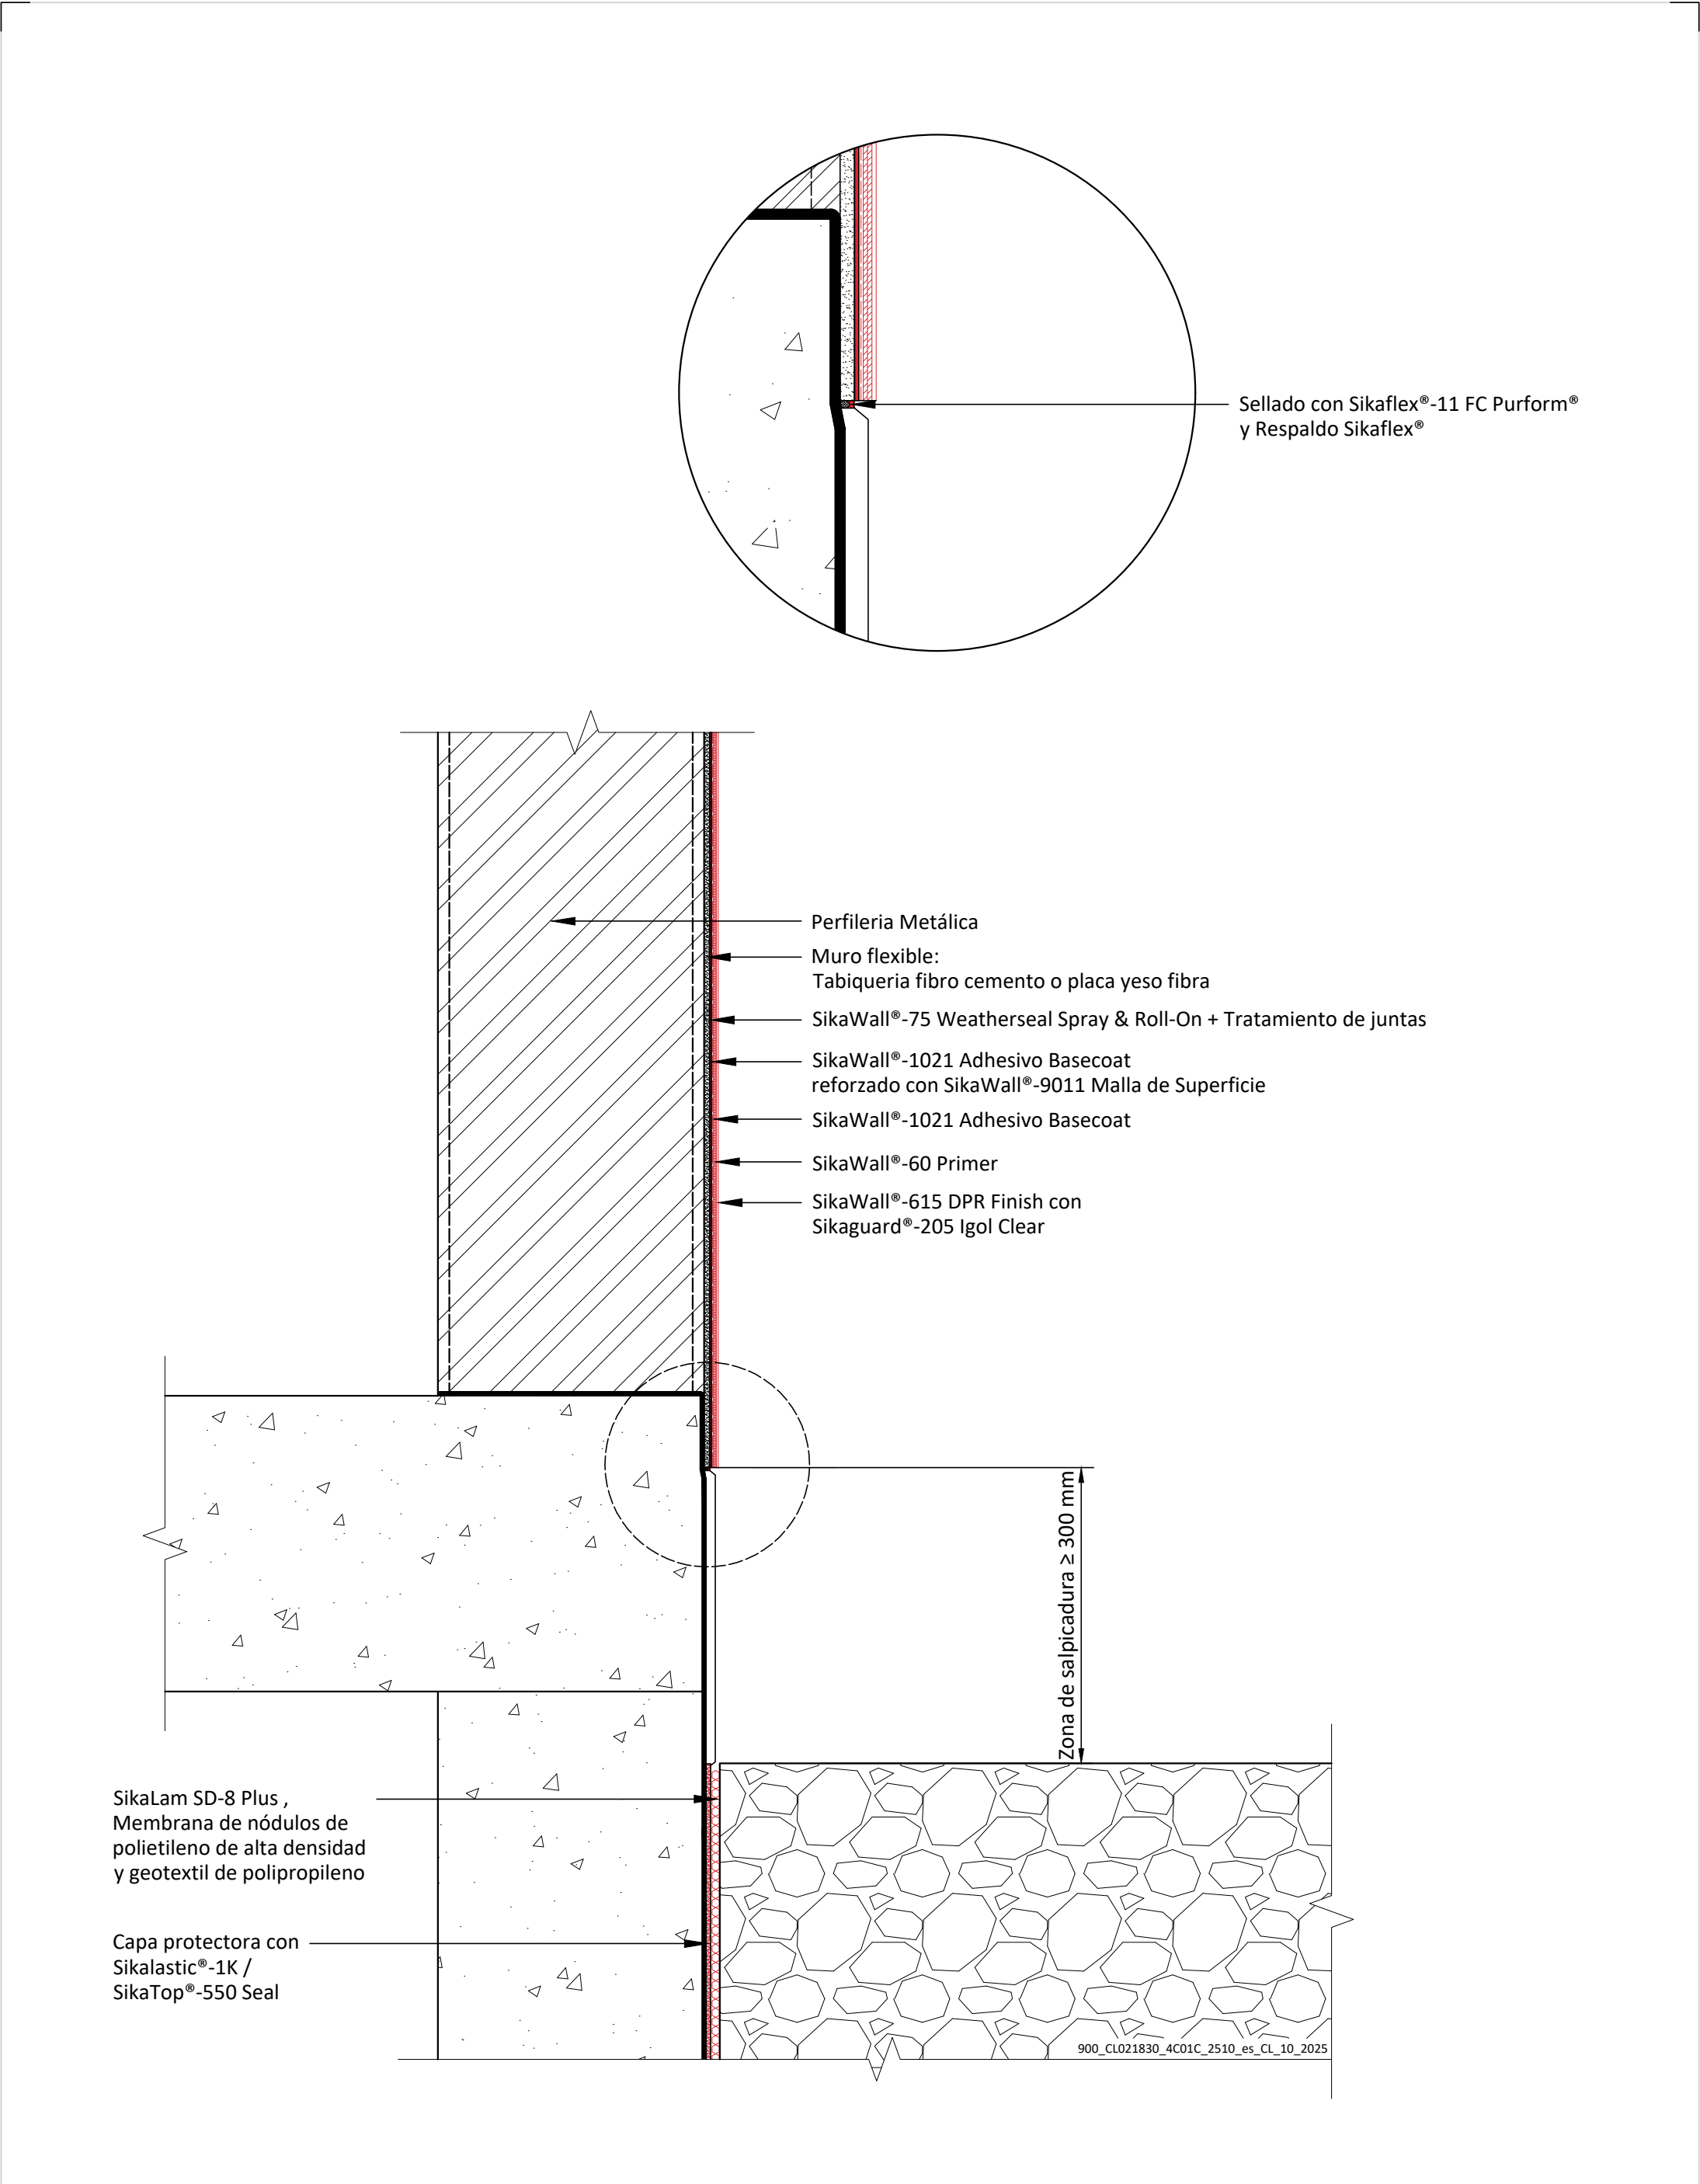 Sellado con Sikaflex®-11 FC Purform®
y Respaldo Sikaflex®
Perfileria Metálica
Muro flexible:
Tabiqueria fibro cemento o placa yeso fibra
SikaWall®-75 Weatherseal Spray & Roll-On + Tratamiento de juntas
SikaWall®-1021 Adhesivo Basecoat
reforzado con SikaWall®-9011 Malla de Superficie
SikaWall®-1021 Adhesivo Basecoat
SikaWall®-60 Primer
SikaWall®-615 DPR Finish con
Sikaguard®-205 Igol Clear
Zona de salpicadura ≥ 300 mm
SikaLam SD-8 Plus ,
Membrana de nódulos de
polietileno de alta densidad
y geotextil de polipropileno
Capa protectora con
Sikalastic®-1K /
SikaTop®-550 Seal
900_CL021830_4C01C_2510_es_CL_10_2025